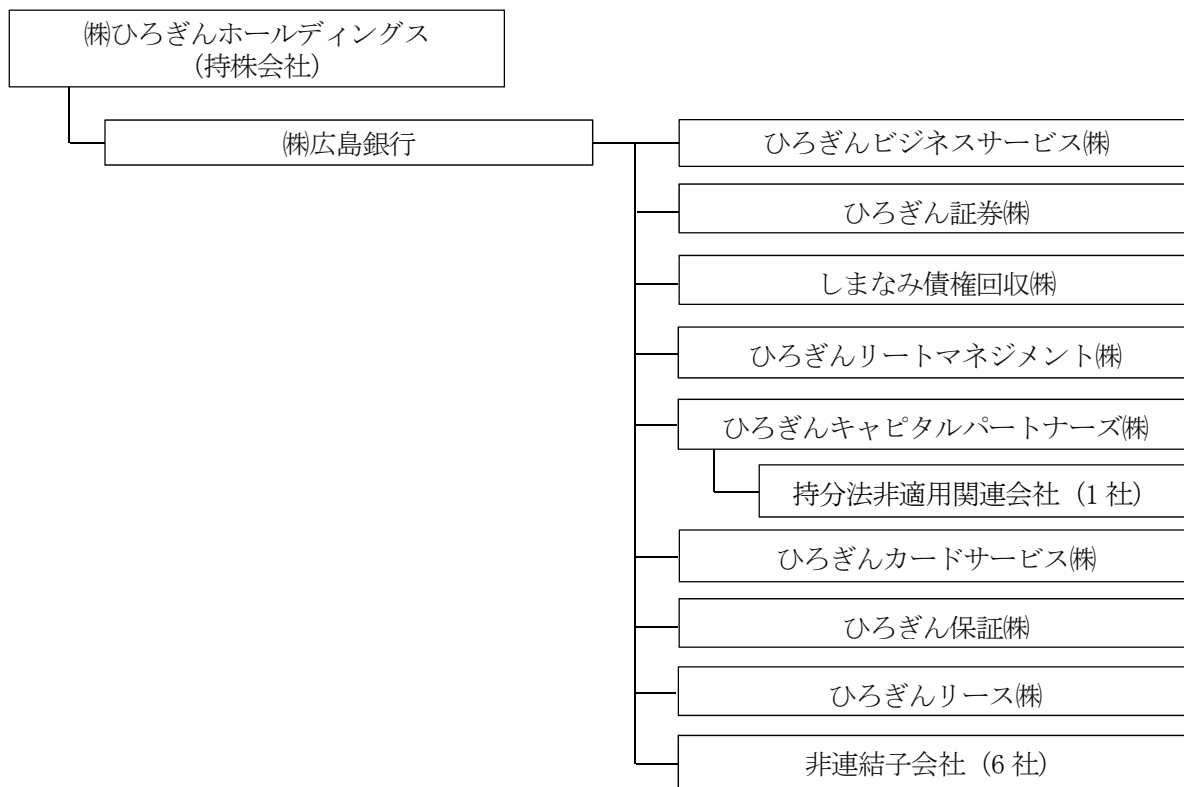 ㈱ひろぎんホールディングス
（持株会社）
㈱広島銀行
ひろぎんビジネスサービス㈱
ひろぎん証券㈱
しまなみ債権回収㈱
ひろぎんリートマネジメント㈱
ひろぎんキャピタルパートナーズ㈱
持分法非適用関連会社（1 社）
ひろぎんカードサービス㈱
ひろぎん保証㈱
ひろぎんリース㈱
非連結子会社（6 社）